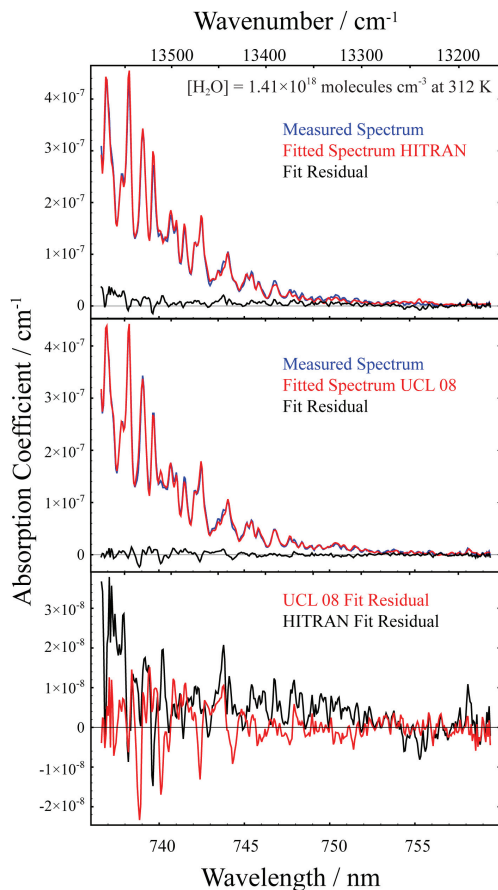 Wavenumber / cm⁻¹
13500 13400 13300 13200
[H₂O] = 1.41×10¹⁸ molecules cm⁻³ at 312 K
4×10⁻⁷
Measured Spectrum
Fitted Spectrum HITRAN
Fit Residual
3×10⁻⁷
2×10⁻⁷
1×10⁻⁷
0
4×10⁻⁷
Measured Spectrum
Fitted Spectrum UCL 08
Fit Residual
3×10⁻⁷
2×10⁻⁷
1×10⁻⁷
0
Absorption Coefficient / cm⁻¹
UCL 08 Fit Residual
HITRAN Fit Residual
3×10⁻⁸
2×10⁻⁸
1×10⁻⁸
0
-1×10⁻⁸
-2×10⁻⁸
740 745 750 755
Wavelength / nm